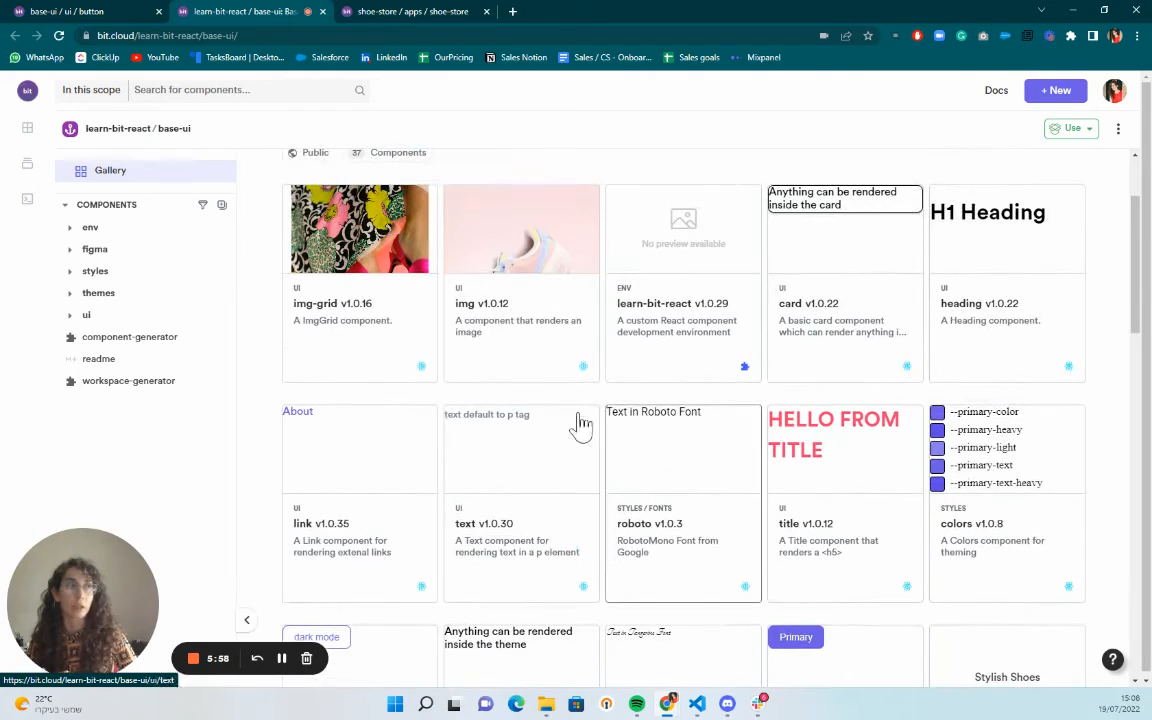 base-ui / ui / button
learn-bit-react / base-ui: Bas
shoe-store / apps / shoe-store
bit.cloud/learn-bit-react/base-ui/
WhatsApp
ClickUp
YouTube
TasksBoard | Deskto...
Salesforce
LinkedIn
OurPricing
Sales Notion
Sales / CS - Onboar...
Sales goals
Mixpanel
bit
In this scope
Search for components...
Docs
+ New
learn-bit-react / base-ui
Use
Gallery
COMPONENTS
env
figma
styles
themes
ui
component-generator
readme
workspace-generator
Public
37 Components
UI
img-grid v1.0.16
A ImgGrid component.
UI
img v1.0.12
A component that renders an
image
No preview available
ENV
learn-bit-react v1.0.29
A custom React component
development environment
Anything can be rendered
inside the card
UI
card v1.0.22
A basic card component
which can render anything i...
H1 Heading
UI
heading v1.0.22
A Heading component.
About
UI
link v1.0.35
A Link component for
rendering extenal links
text default to p tag
UI
text v1.0.30
A Text component for
rendering text in a p element
Text in Roboto Font
STYLES / FONTS
roboto v1.0.3
RobotoMono Font from
Google
HELLO FROM
TITLE
UI
title v1.0.12
A Title component that
renders a <h5>
--primary-color
--primary-heavy
--primary-light
--primary-text
--primary-text-heavy
STYLES
colors v1.0.8
A Colors component for
theming
dark mode
Anything can be rendered
inside the theme
Text in Tangerine Font
Primary
Stylish Shoes
5:58
https://bit.cloud/learn-bit-react/base-ui/ui/text
?
22°C
שמשי בעיקרו
6
15:06
19/07/2022